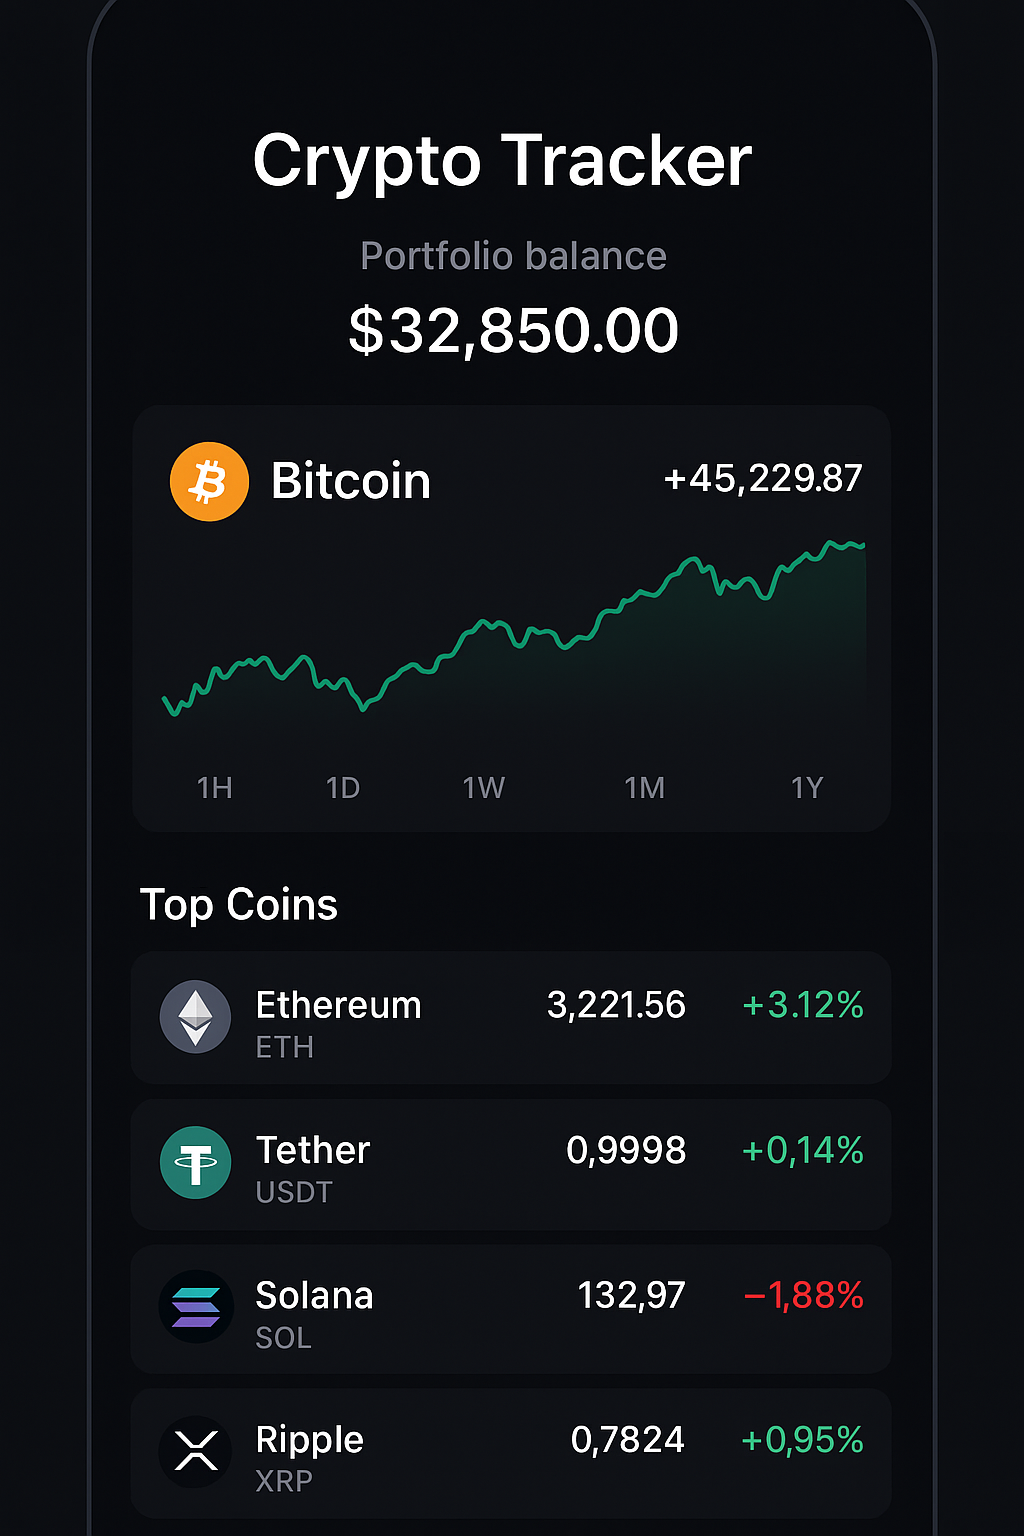 Crypto Tracker
Portfolio balance
$32,850.00
Bitcoin +45,229.87
1H 1D 1W 1M 1Y
Top Coins
Ethereum 3,221.56 +3.12%
ETH
Tether 0,9998 +0,14%
USDT
Solana 132,97 −1,88%
SOL
Ripple 0,7824 +0,95%
XRP